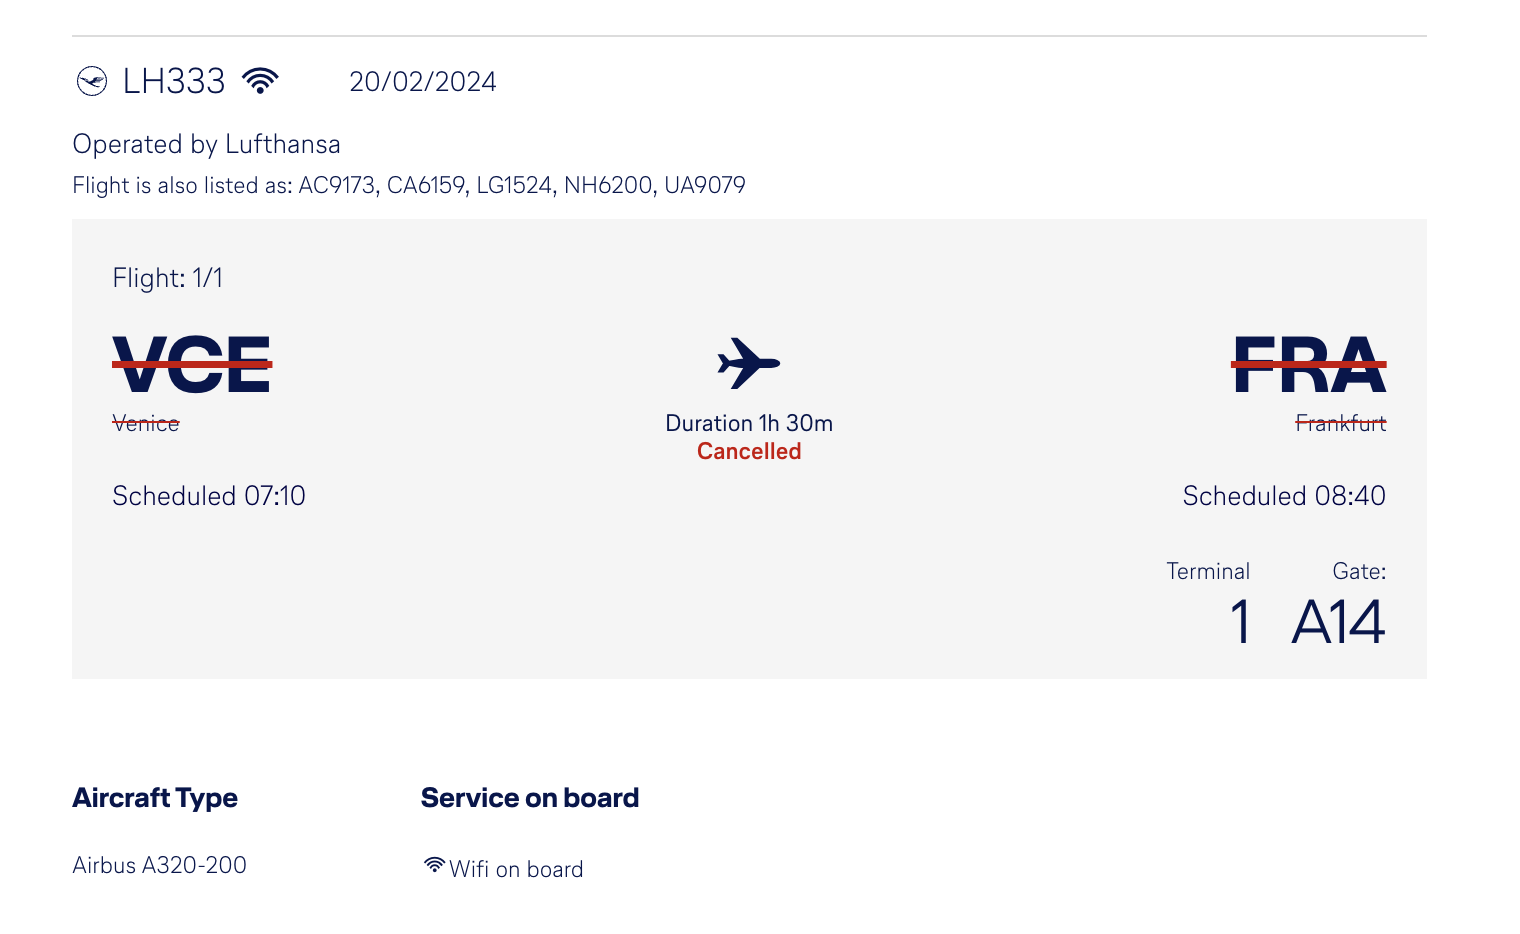 LH333 20/02/2024
Operated by Lufthansa
Flight is also listed as: AC9173, CA6159, LG1524, NH6200, UA9079
Flight: 1/1
VCE FRA
Venice Duration 1h 30m Frankfurt
Cancelled
Scheduled 07:10 Scheduled 08:40
Terminal Gate:
1 A14
Aircraft Type Service on board
Airbus A320-200 Wifi on board